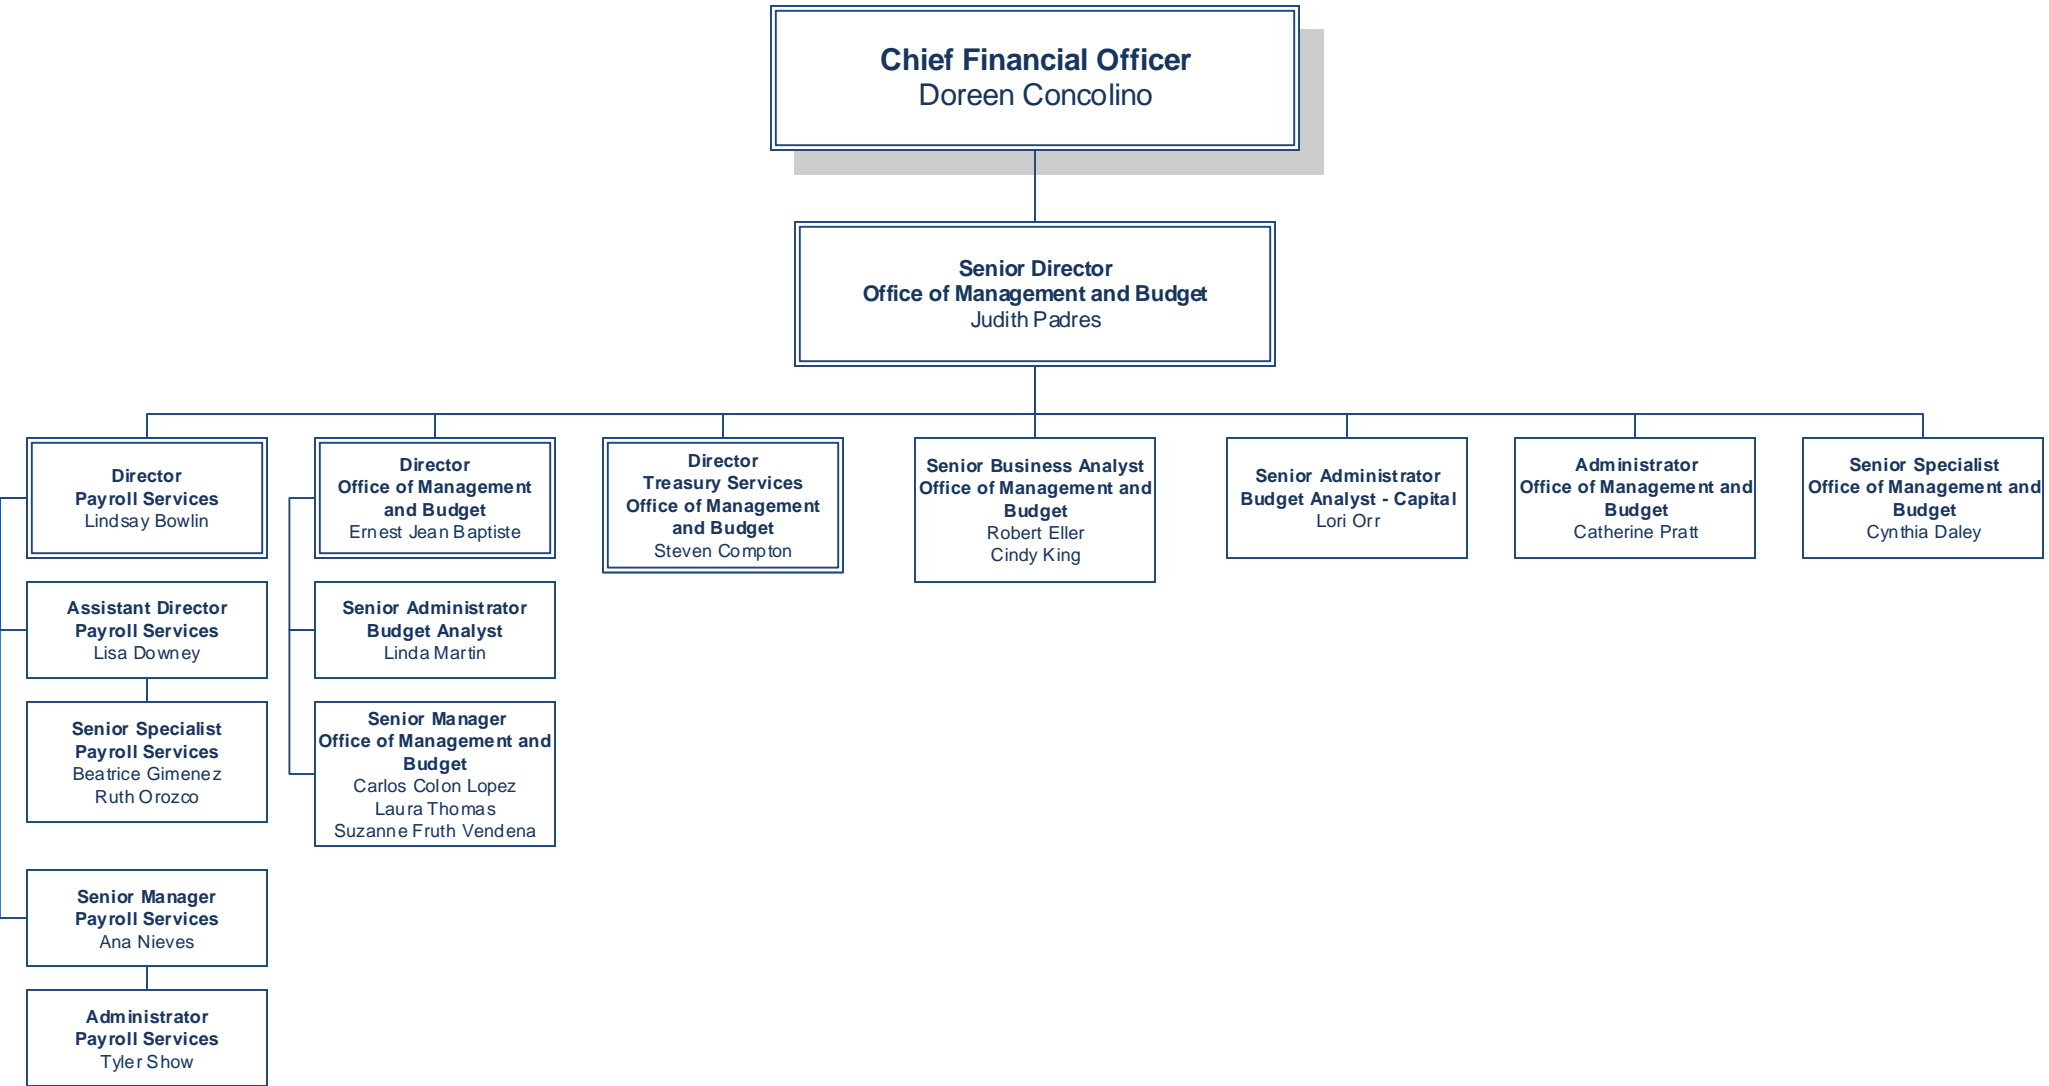 Chief Financial Officer
Doreen Concolino
Senior Director
Office of Management and Budget
Judith Padres
Director
Payroll Services
Lindsay Bowlin
Director
Office of Management
and Budget
Ernest Jean Baptiste
Director
Treasury Services
Office of Management
and Budget
Steven Compton
Senior Business Analyst
Office of Management and
Budget
Robert Eller
Cindy King
Senior Administrator
Budget Analyst - Capital
Lori Orr
Administrator
Office of Management and
Budget
Catherine Pratt
Senior Specialist
Office of Management and
Budget
Cynthia Daley
Assistant Director
Payroll Services
Lisa Downey
Senior Administrator
Budget Analyst
Linda Martin
Senior Specialist
Payroll Services
Beatrice Gimenez
Ruth Orozco
Senior Manager
Office of Management and
Budget
Carlos Colon Lopez
Laura Thomas
Suzanne Fruth Vendena
Senior Manager
Payroll Services
Ana Nieves
Administrator
Payroll Services
Tyler Show